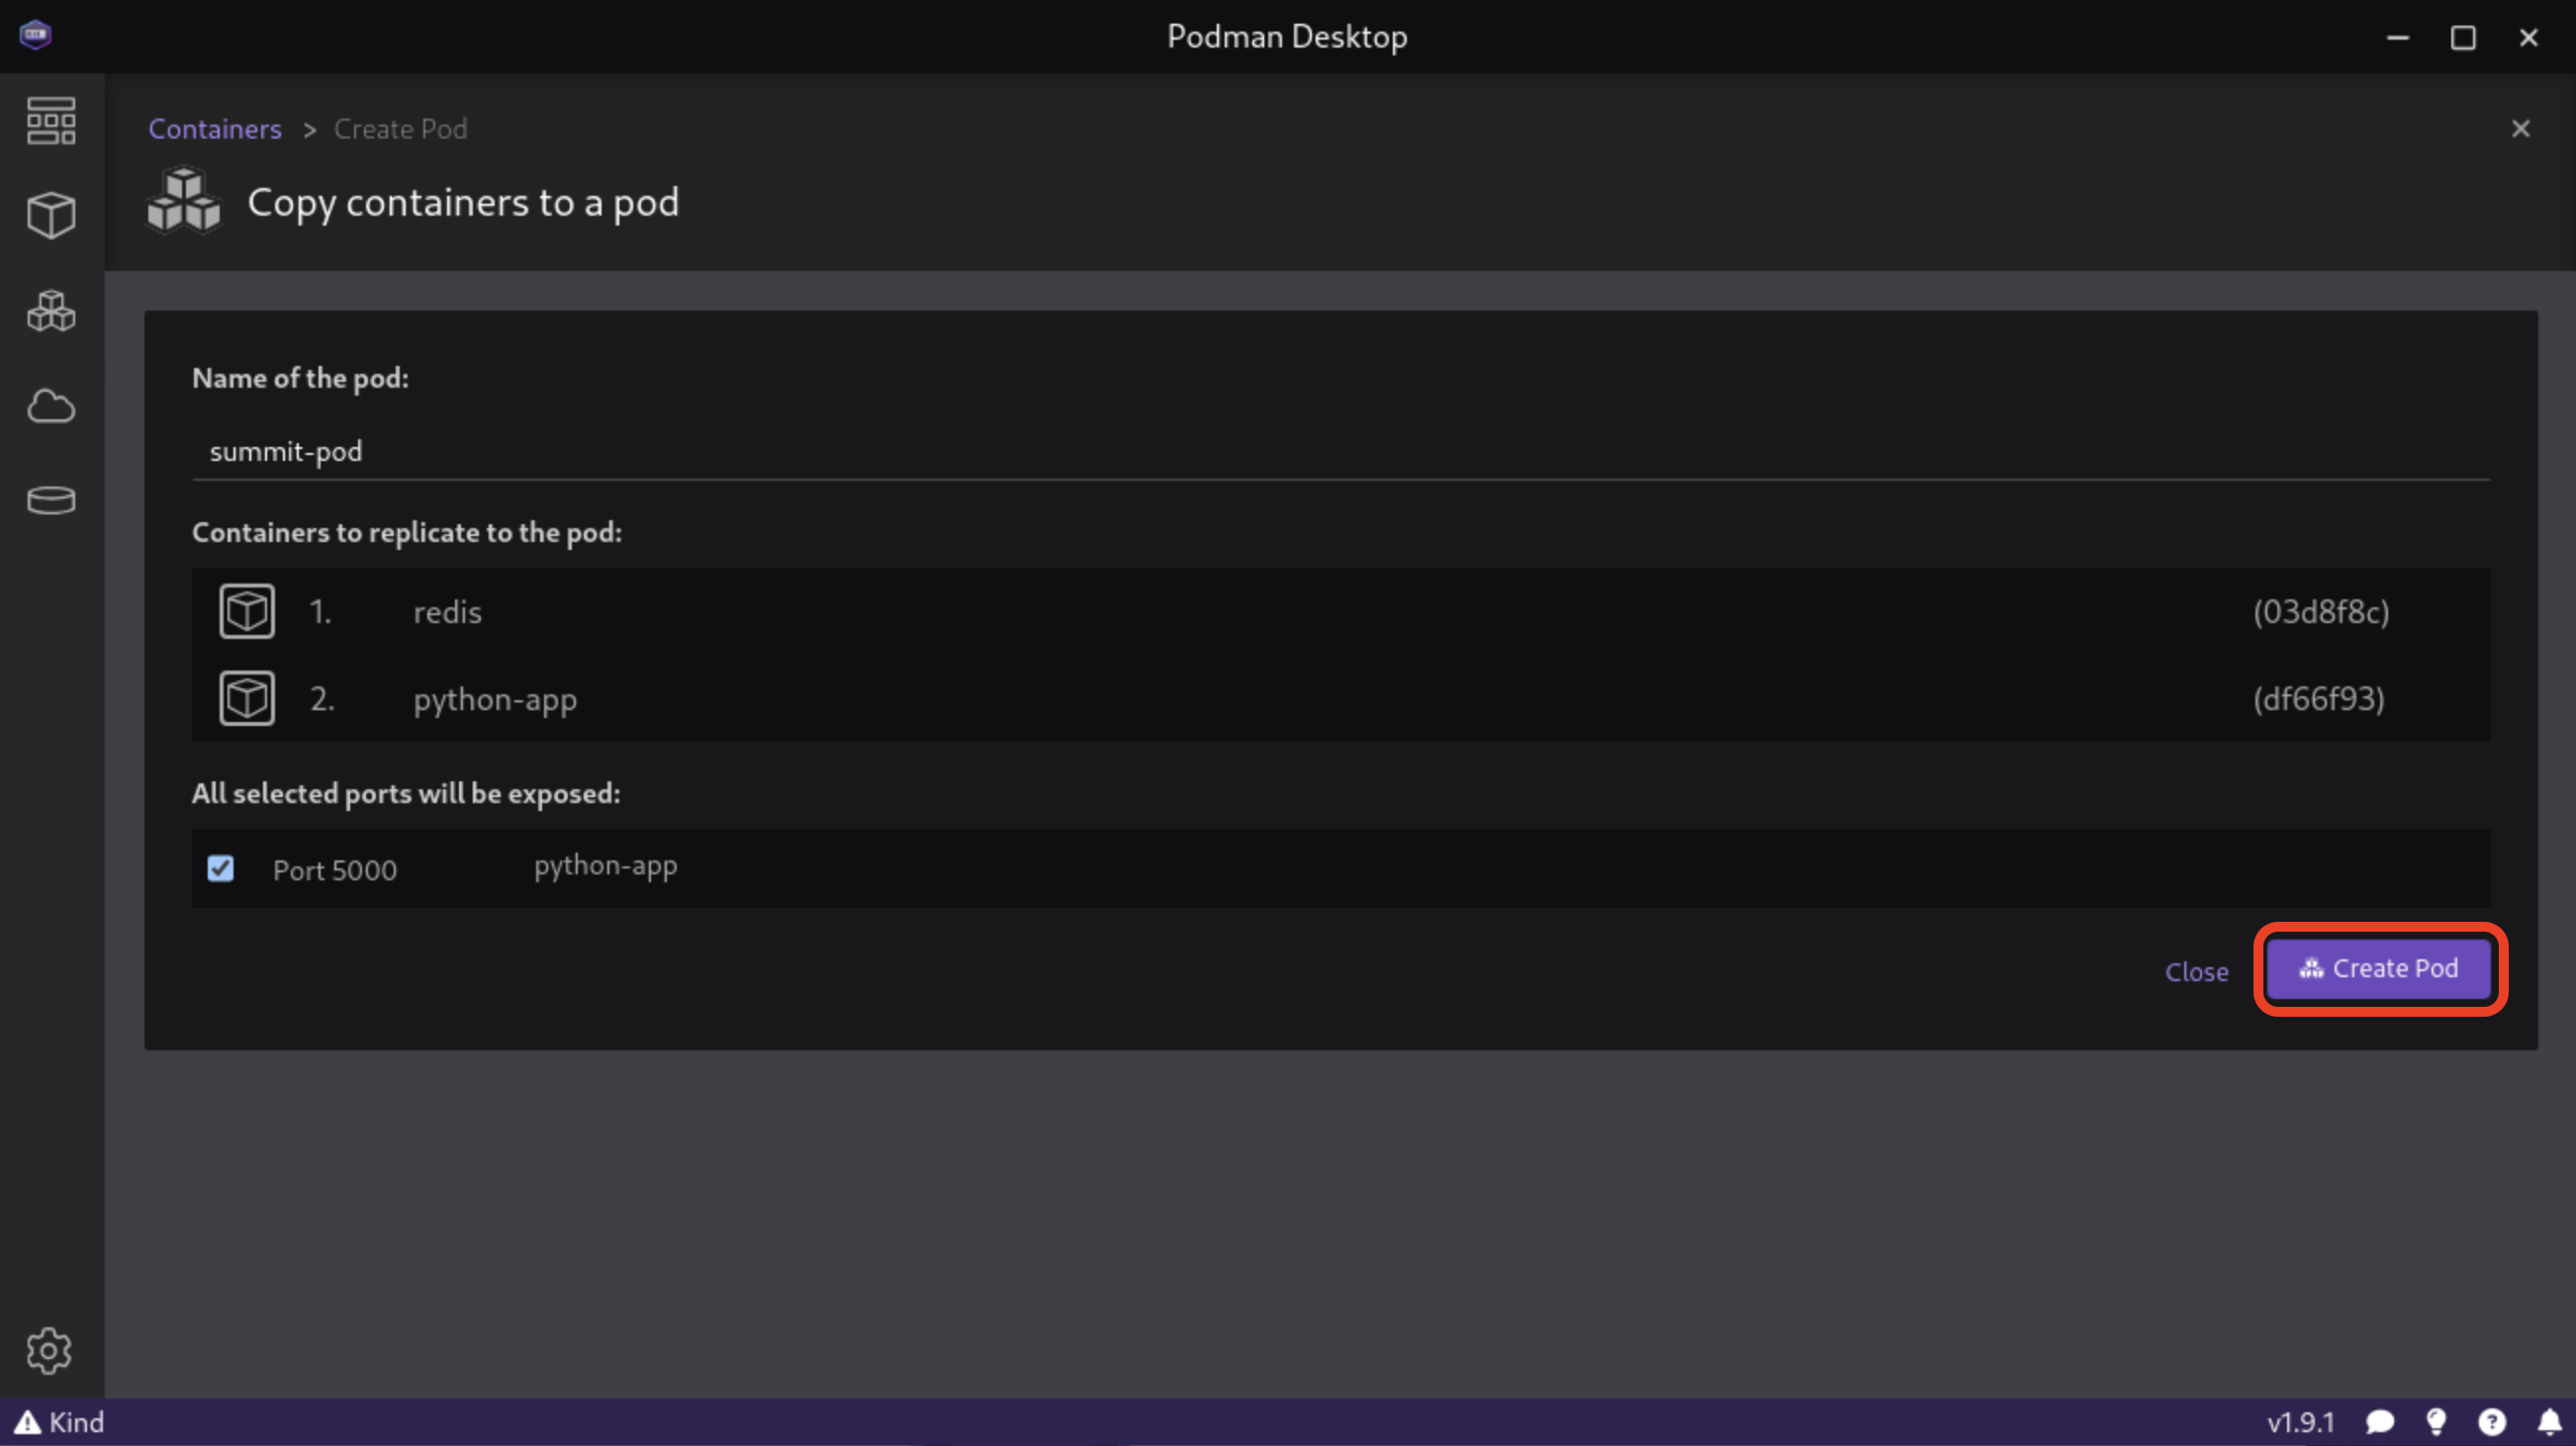 Podman Desktop
Containers > Create Pod
Copy containers to a pod
Name of the pod:
summit-pod
Containers to replicate to the pod:
1. redis (03d8f8c)
2. python-app (df66f93)
All selected ports will be exposed:
Port 5000 python-app
Close Create Pod
Kind v1.9.1